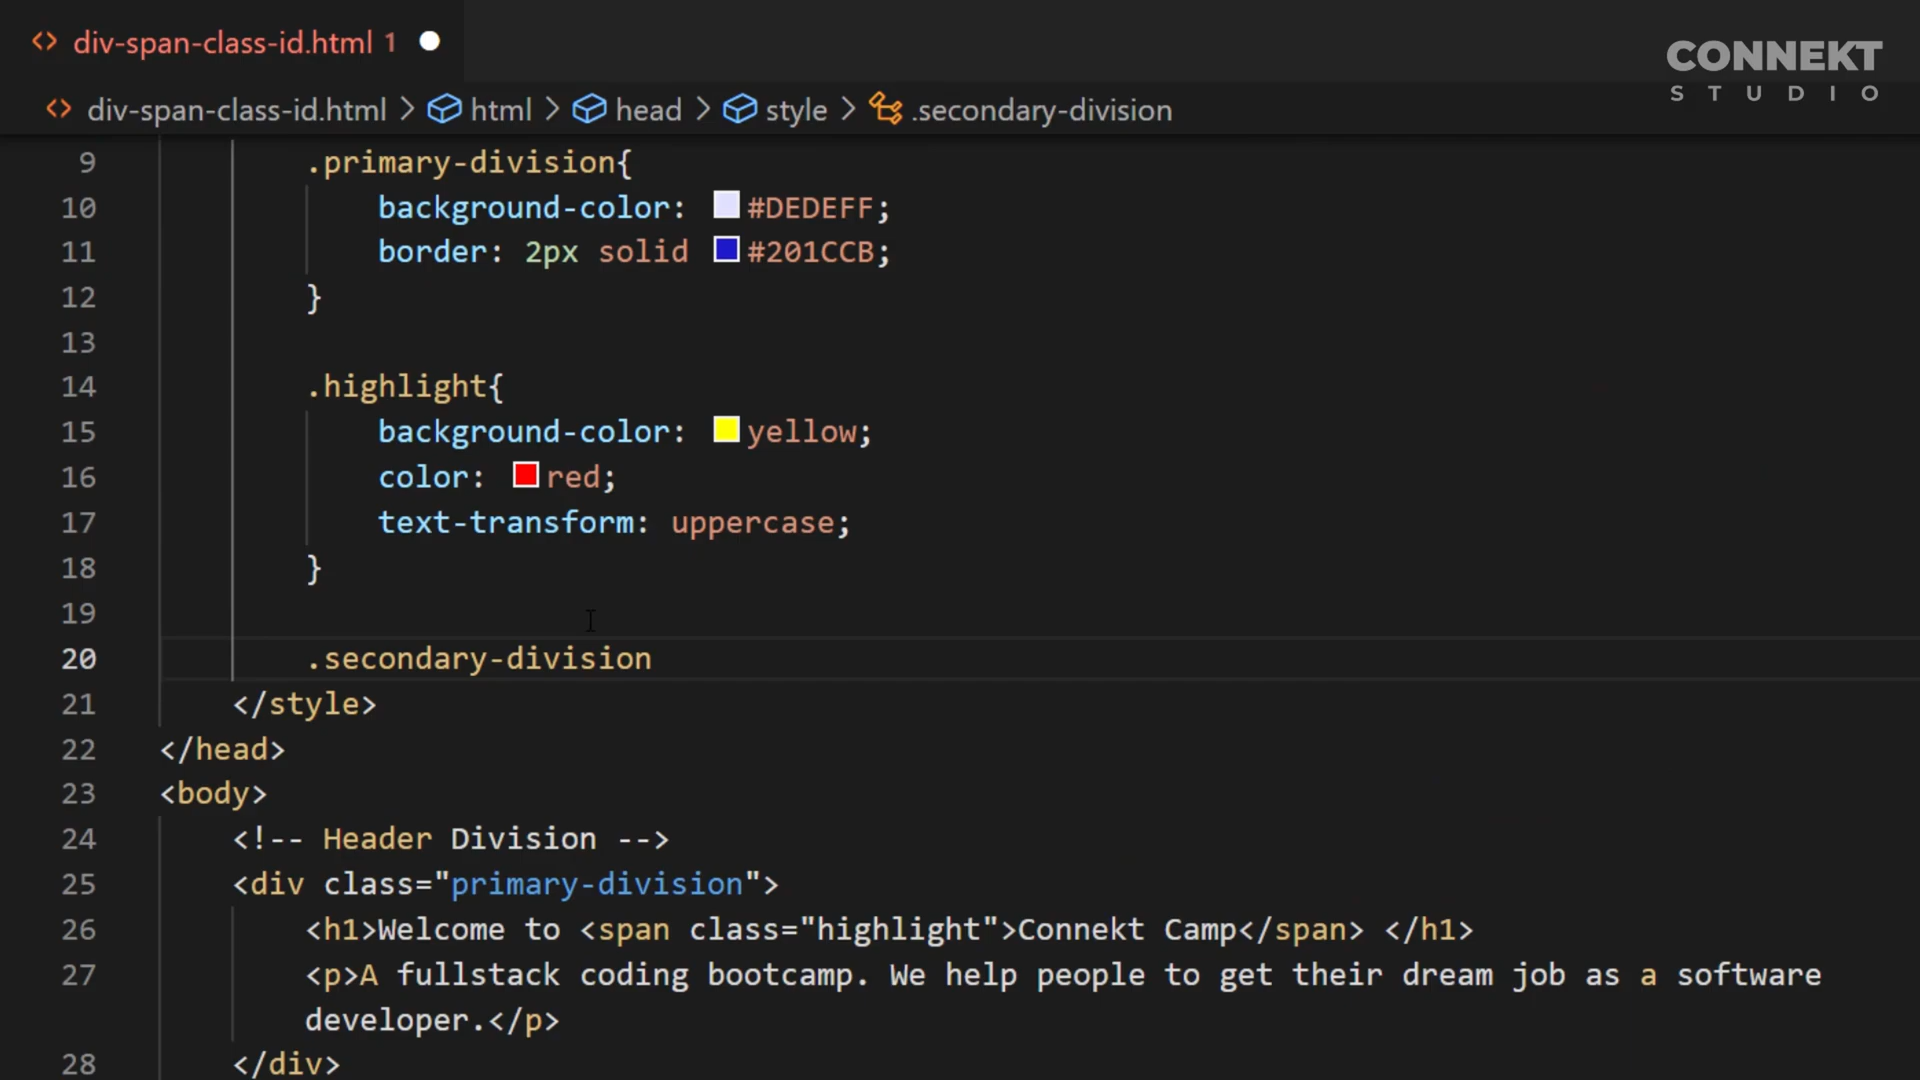 <> div-span-class-id.html 1
CONNEKT
STUDIO
<> div-span-class-id.html > html > head > style > .secondary-division
9 .primary-division{
10 background-color: #DEDEFF;
11 border: 2px solid #201CCB;
12 }
13
14 .highlight{
15 background-color: yellow;
16 color: red;
17 text-transform: uppercase;
18 }
19
20 .secondary-division
21 </style>
22 </head>
23 <body>
24 <!-- Header Division -->
25 <div class="primary-division">
26 <h1>Welcome to <span class="highlight">Connekt Camp</span> </h1>
27 <p>A fullstack coding bootcamp. We help people to get their dream job as a software
developer.</p>
28 </div>